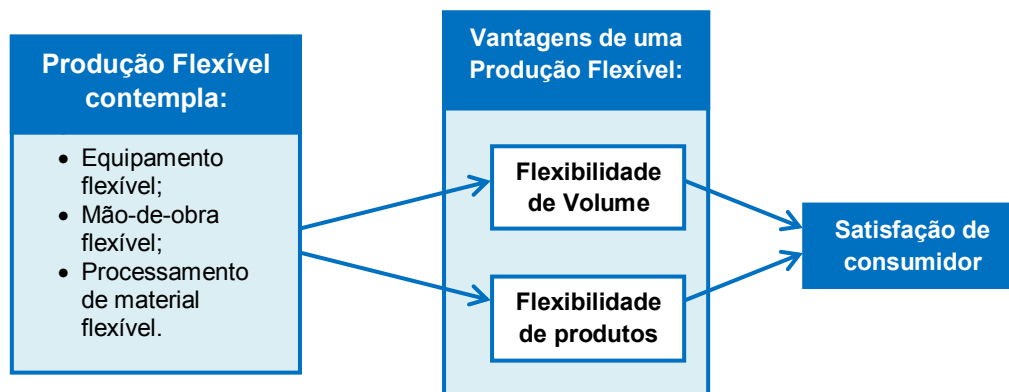 Produção Flexível
contempla:
• Equipamento
flexível;
• Mão-de-obra
flexível;
• Processamento
de material
flexível.
Vantagens de uma
Produção Flexível:
Flexibilidade
de Volume
Flexibilidade
de produtos
Satisfação de
consumidor